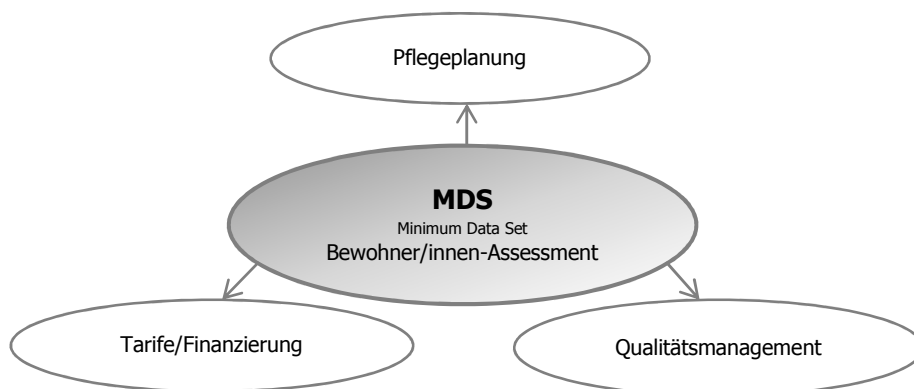 Pflegeplanung
MDS
Minimum Data Set
Bewohner/innen-Assessment
Tarife/Finanzierung
Qualitätsmanagement